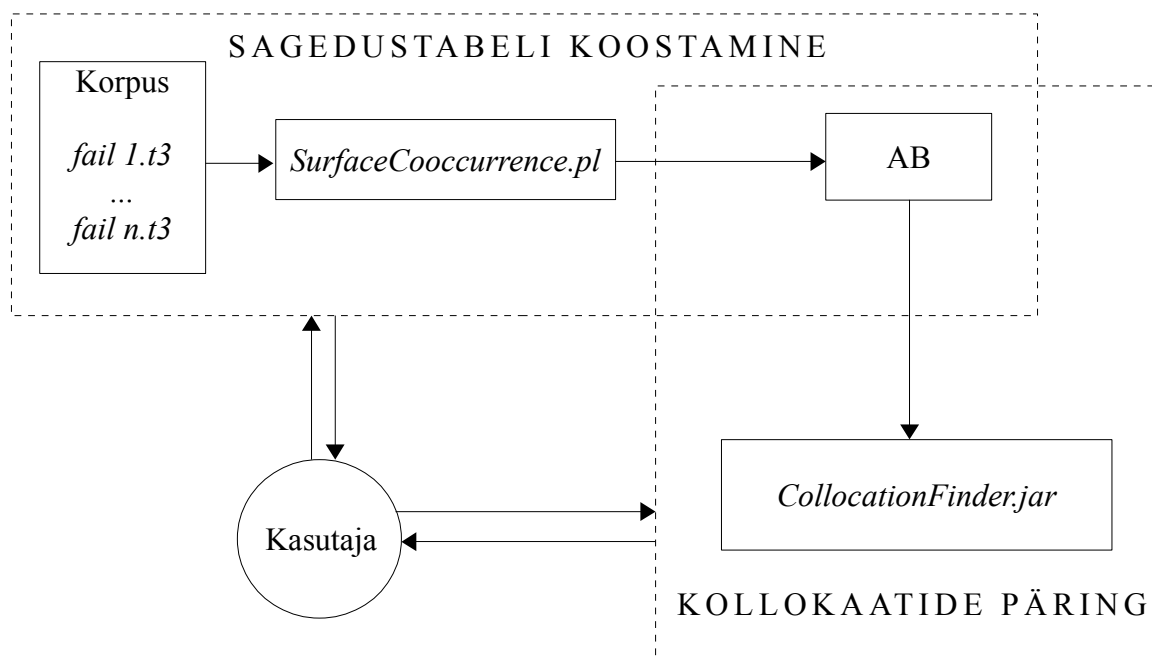 SAGEDUSTABELI KOOSTAMINE
Korpus
fail 1.t3
...
fail n.t3
SurfaceCooccurrence.pl
AB
CollocationFinder.jar
Kasutaja
KOLLOKAATIDE PÄRING